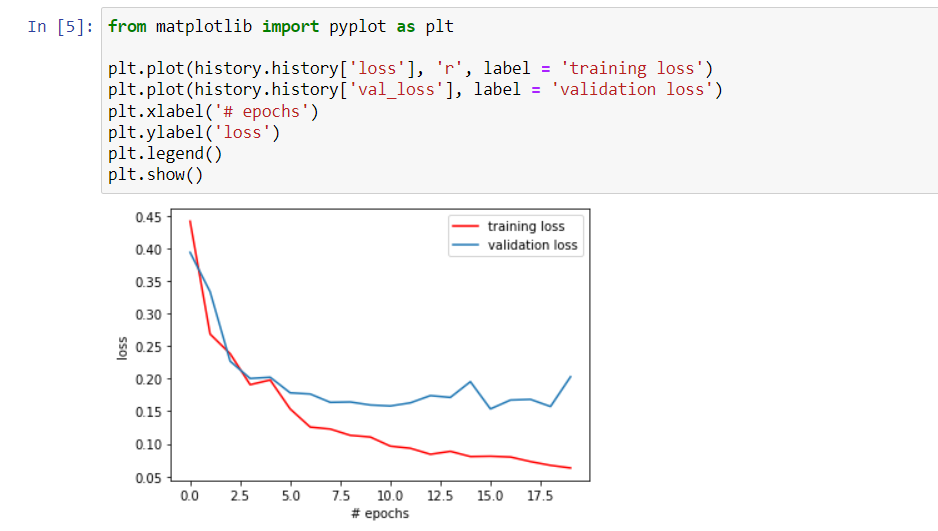 In [5]: from matplotlib import pyplot as plt
plt.plot(history.history['loss'], 'r', label = 'training loss')
plt.plot(history.history['val_loss'], label = 'validation loss')
plt.xlabel('# epochs')
plt.ylabel('loss')
plt.legend()
plt.show()
training loss
validation loss
0.45
0.40
0.35
0.30
0.25
0.20
0.15
0.10
0.05
loss
0.0 2.5 5.0 7.5 10.0 12.5 15.0 17.5
# epochs